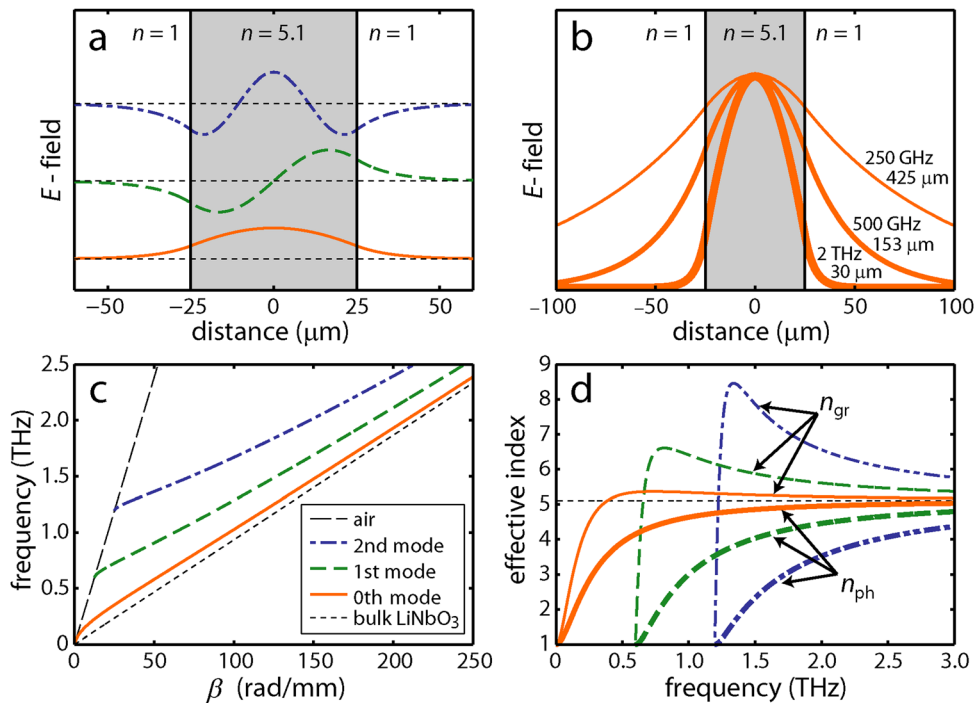 a
n = 1
n = 5.1
n = 1
E - field
−60
−50
−25
0
25
50
60
distance (μm)
b
n = 1
n = 5.1
n = 1
E- field
250 GHz
425 μm
500 GHz
153 μm
2 THz
30 μm
−100
−50
0
50
100
distance (μm)
c
frequency (THz)
2.5
2.0
1.5
1.0
0.5
0
air
2nd mode
1st mode
0th mode
bulk LiNbO₃
0
50
100
150
200
250
β (rad/mm)
d
effective index
9
8
7
6
5
4
3
2
1
n_gr
n_ph
0
0.5
1.0
1.5
2.0
2.5
3.0
frequency (THz)